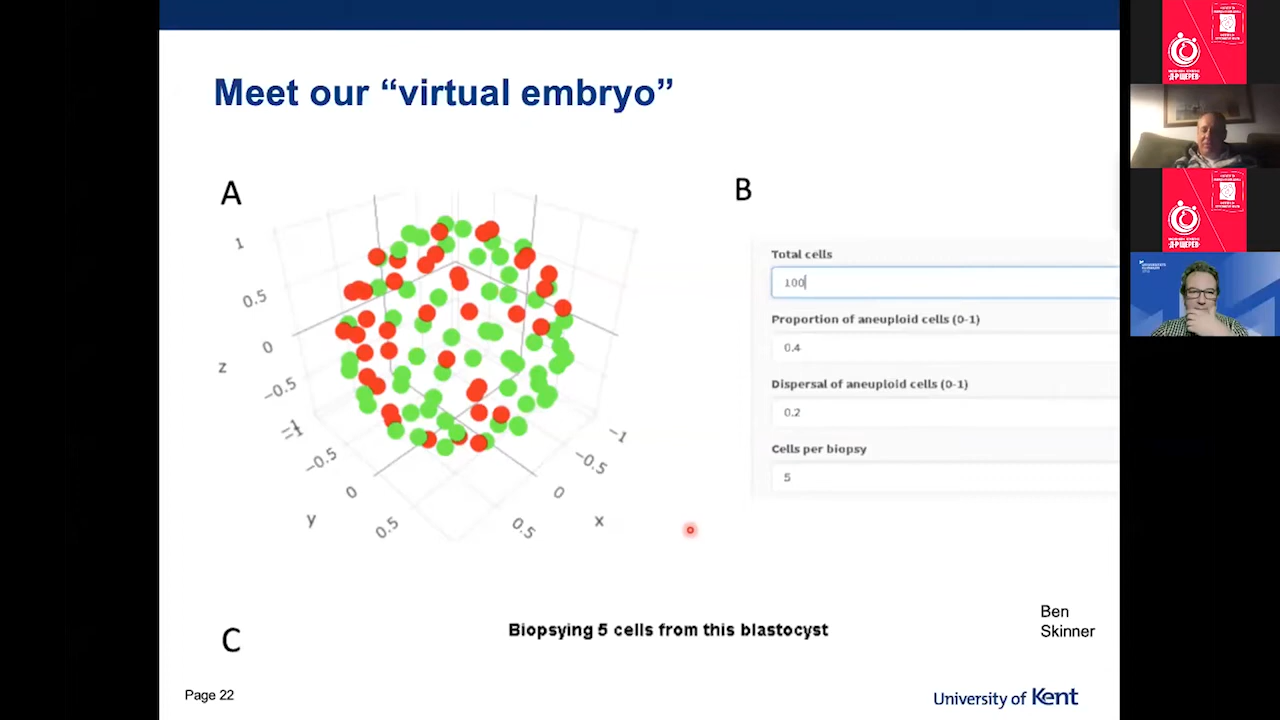 Meet our “virtual embryo”
A
B
1
0.5
0
−0.5
−1
z
−1
−0.5
0
0.5
y
−1
−0.5
0
0.5
x
Total cells
100
Proportion of aneuploid cells (0-1)
0.4
Dispersal of aneuploid cells (0-1)
0.2
Cells per biopsy
5
C
Biopsying 5 cells from this blastocyst
Ben
Skinner
Page 22
University of Kent
Д-Р ЩЕРЕВ
Д-Р ЩЕРЕВ